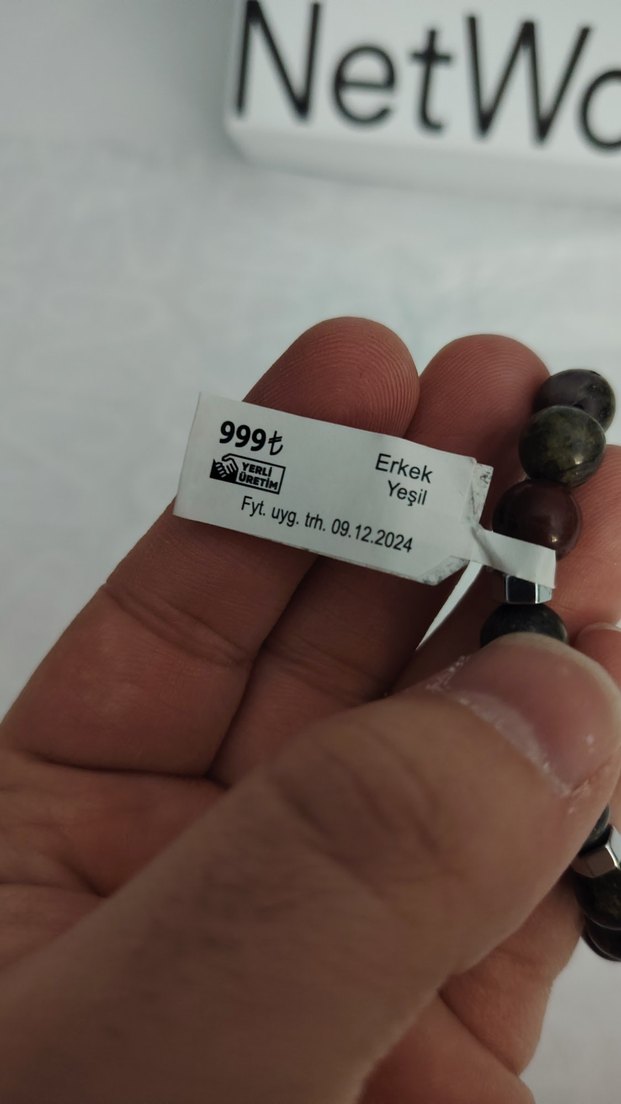 NetWo
999₺
YERLİ
ÜRETİM
Erkek
Yeşil
Fyt. uyg. trh. 09.12.2024